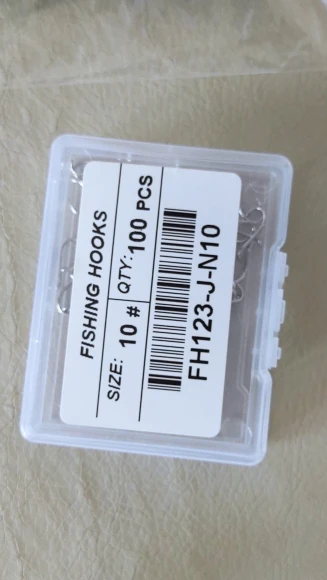 FISHING HOOKS
SIZE: 10 # QTY: 100 PCS
FH123-J-N10